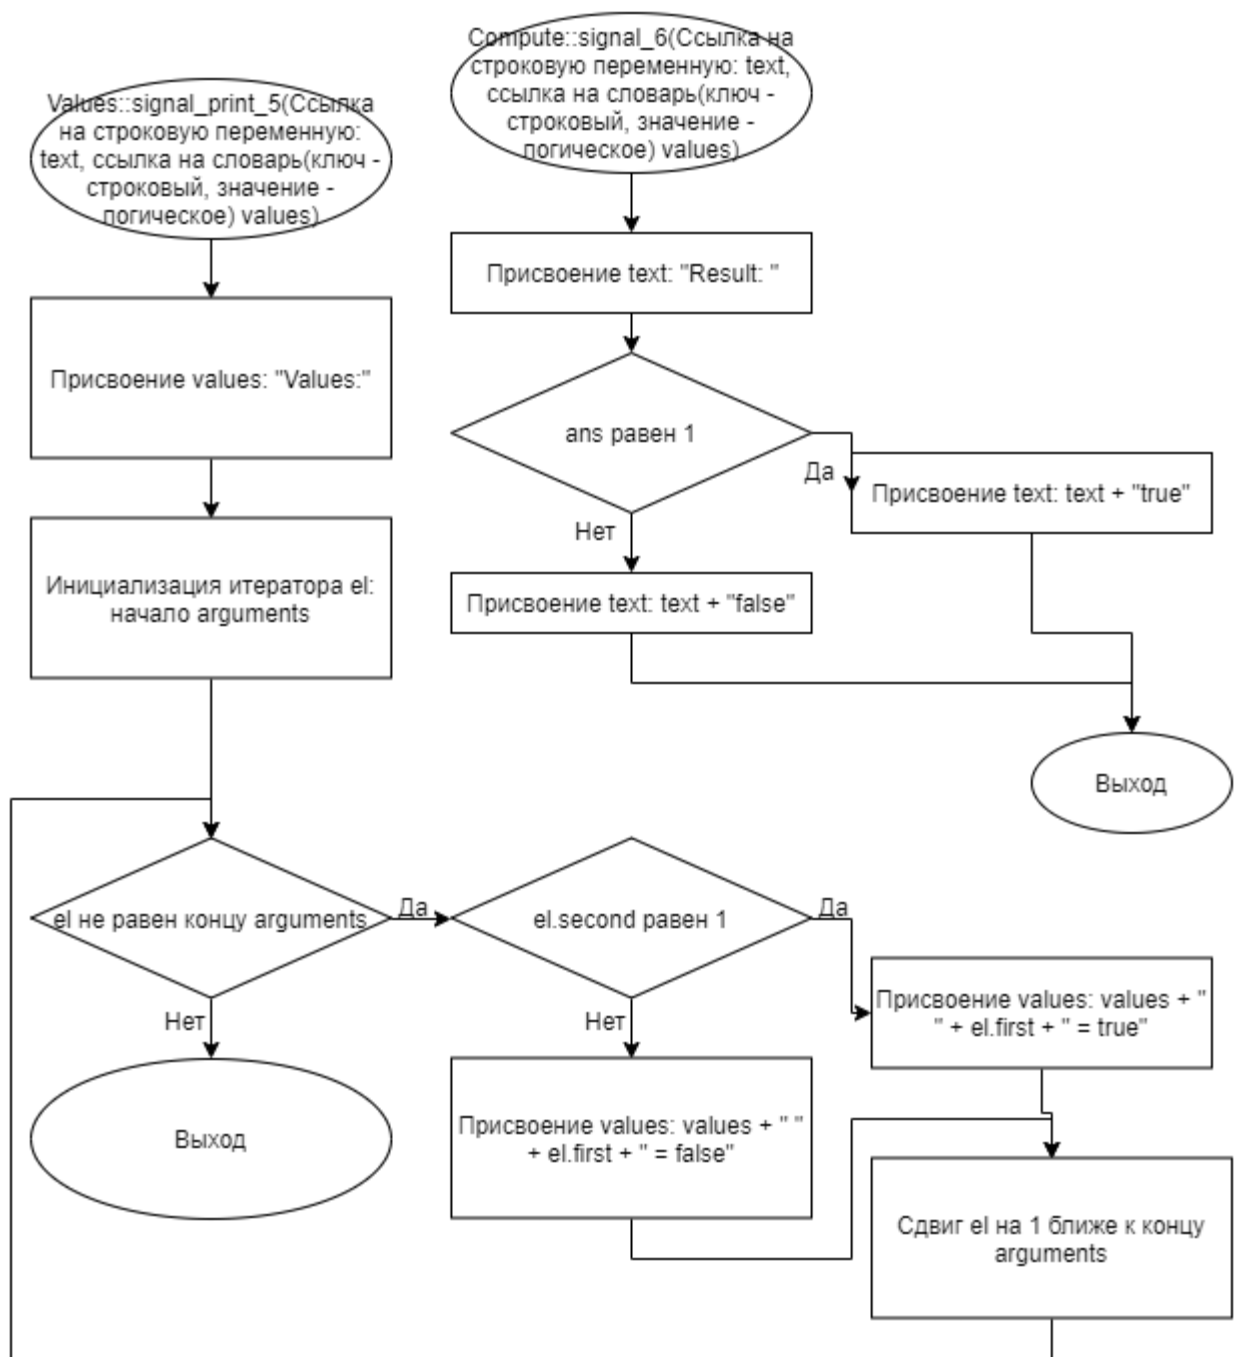 Values::signal_print_5(Ссылка
на строковую переменную:
text, ссылка на словарь(ключ -
строковый, значение -
логическое) values)
Присвоение values: "Values:"
Инициализация итератора el:
начало arguments
el не равен концу arguments
Да
Нет
Выход
el.second равен 1
Да
Нет
Присвоение values: values + "
" + el.first + " = true"
Присвоение values: values + " "
+ el.first + " = false"
Сдвиг el на 1 ближе к концу
arguments
Compute::signal_6(Ссылка на
строковую переменную: text,
ссылка на словарь(ключ -
строковый, значение -
логическое) values)
Присвоение text: "Result: "
ans равен 1
Да
Присвоение text: text + "true"
Нет
Присвоение text: text + "false"
Выход